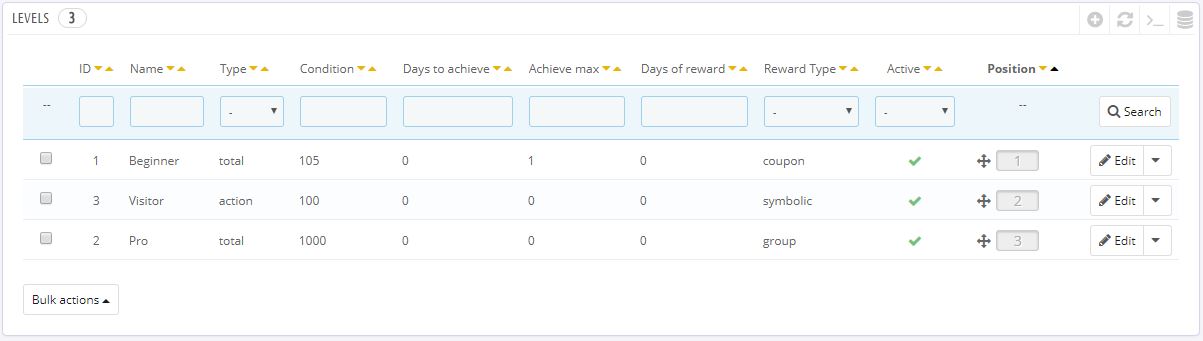 LEVELS 3
ID Name Type Condition Days to achieve Achieve max Days of reward Reward Type Active Position
-- - - - -- Search
1 Beginner total 105 0 1 0 coupon 1 Edit
3 Visitor action 100 0 0 0 symbolic 2 Edit
2 Pro total 1000 0 0 0 group 3 Edit
Bulk actions